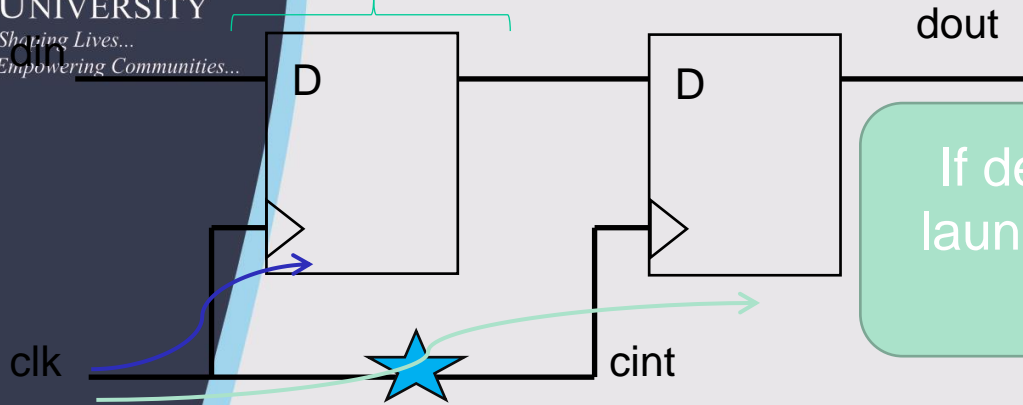 UNIVERSITY
Shaping Lives...
Empowering Communities...
din
dout
D
D
If de
laun
clk
cint